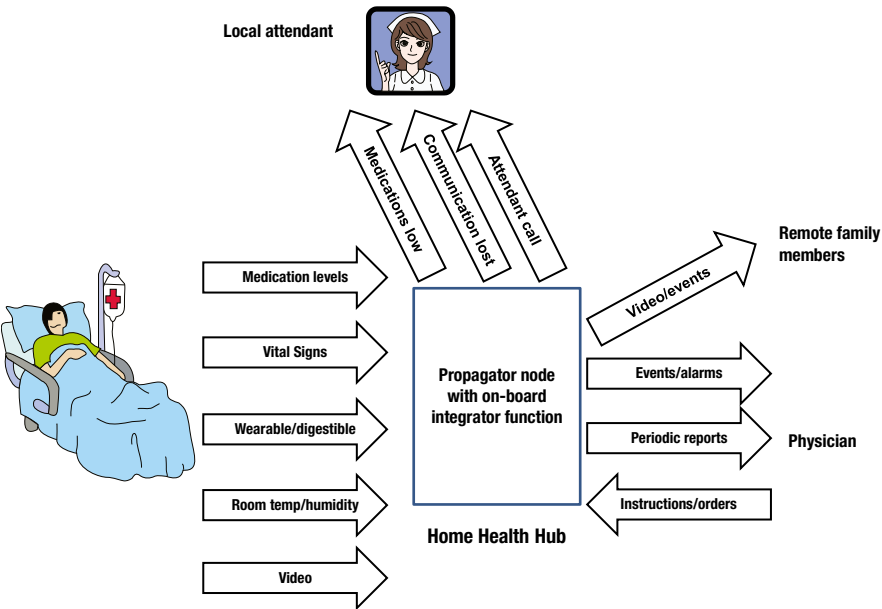 Local attendant
Medications low
Communication lost
Attendant call
Remote family
members
Video/events
Medication levels
Vital Signs
Wearable/digestible
Room temp/humidity
Video
Propagator node
with on-board
integrator function
Home Health Hub
Events/alarms
Periodic reports
Physician
Instructions/orders